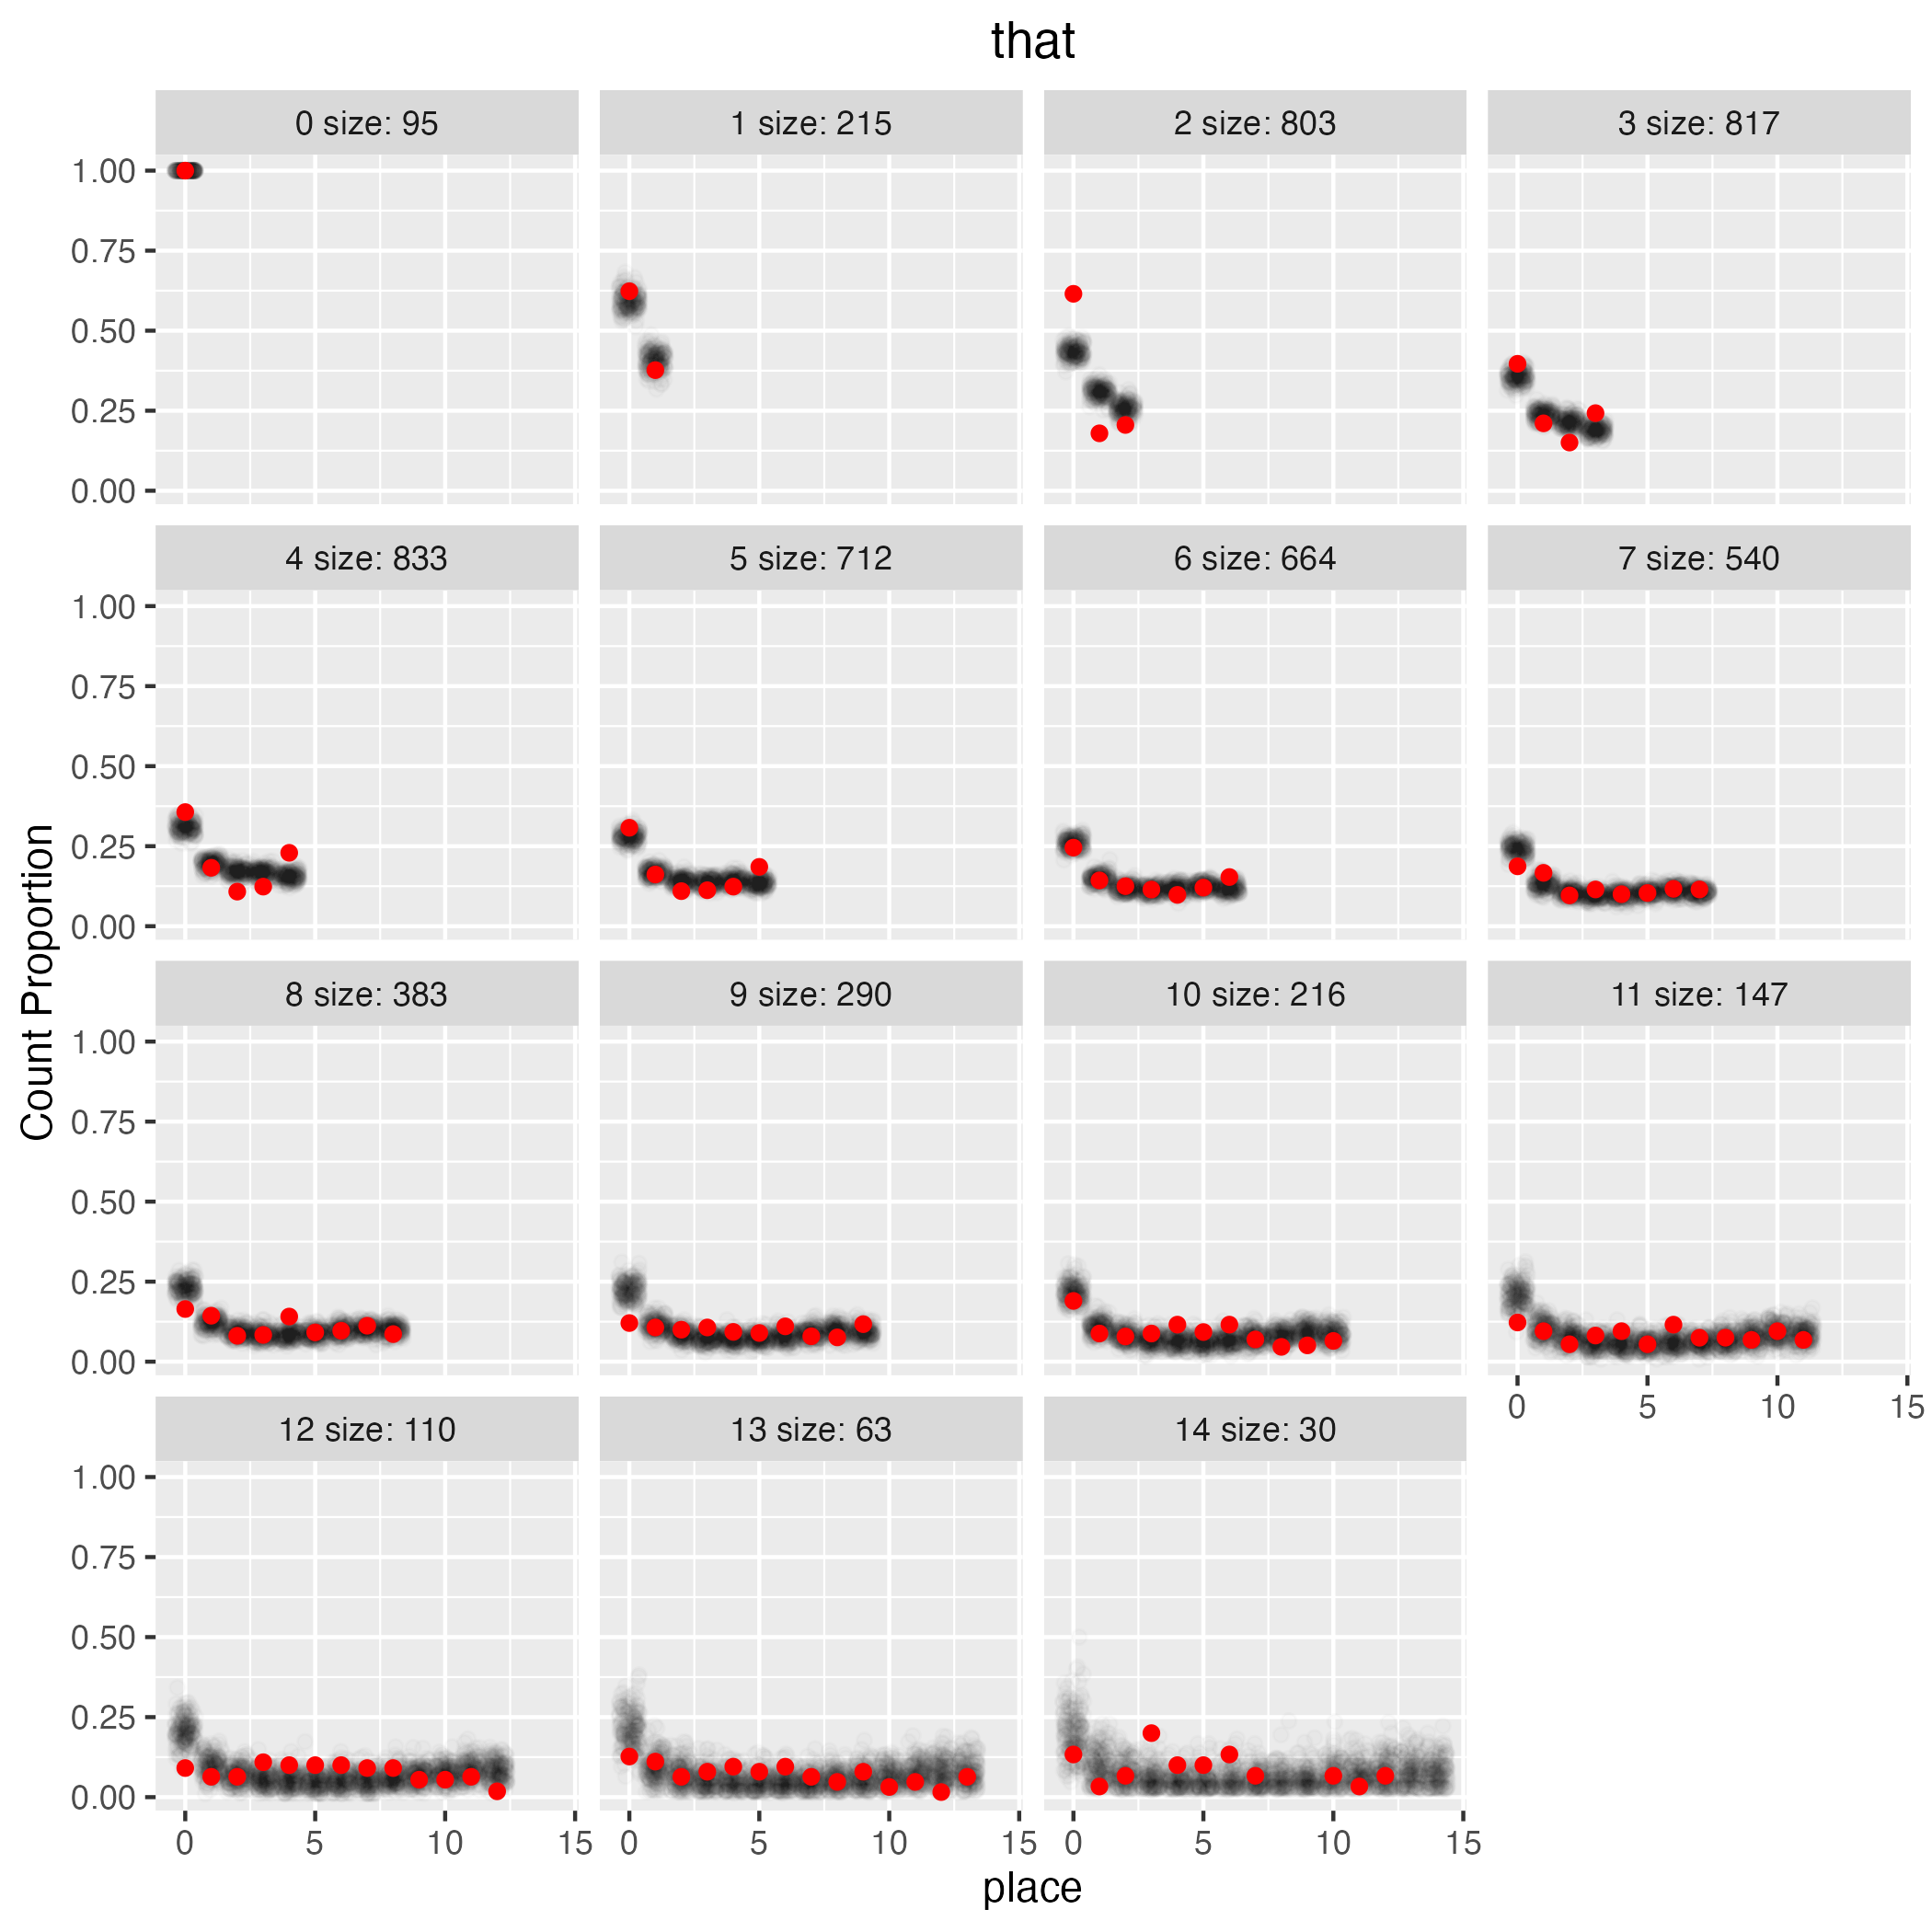 that
0 size: 95
1 size: 215
2 size: 803
3 size: 817
1.00
0.75
0.50
0.25
0.00
4 size: 833
5 size: 712
6 size: 664
7 size: 540
1.00
0.75
0.50
0.25
0.00
8 size: 383
9 size: 290
10 size: 216
11 size: 147
1.00
0.75
0.50
0.25
0.00
0 5 10 15
12 size: 110
13 size: 63
14 size: 30
1.00
0.75
0.50
0.25
0.00
0 5 10 15
0 5 10 15
0 5 10 15
place
Count Proportion